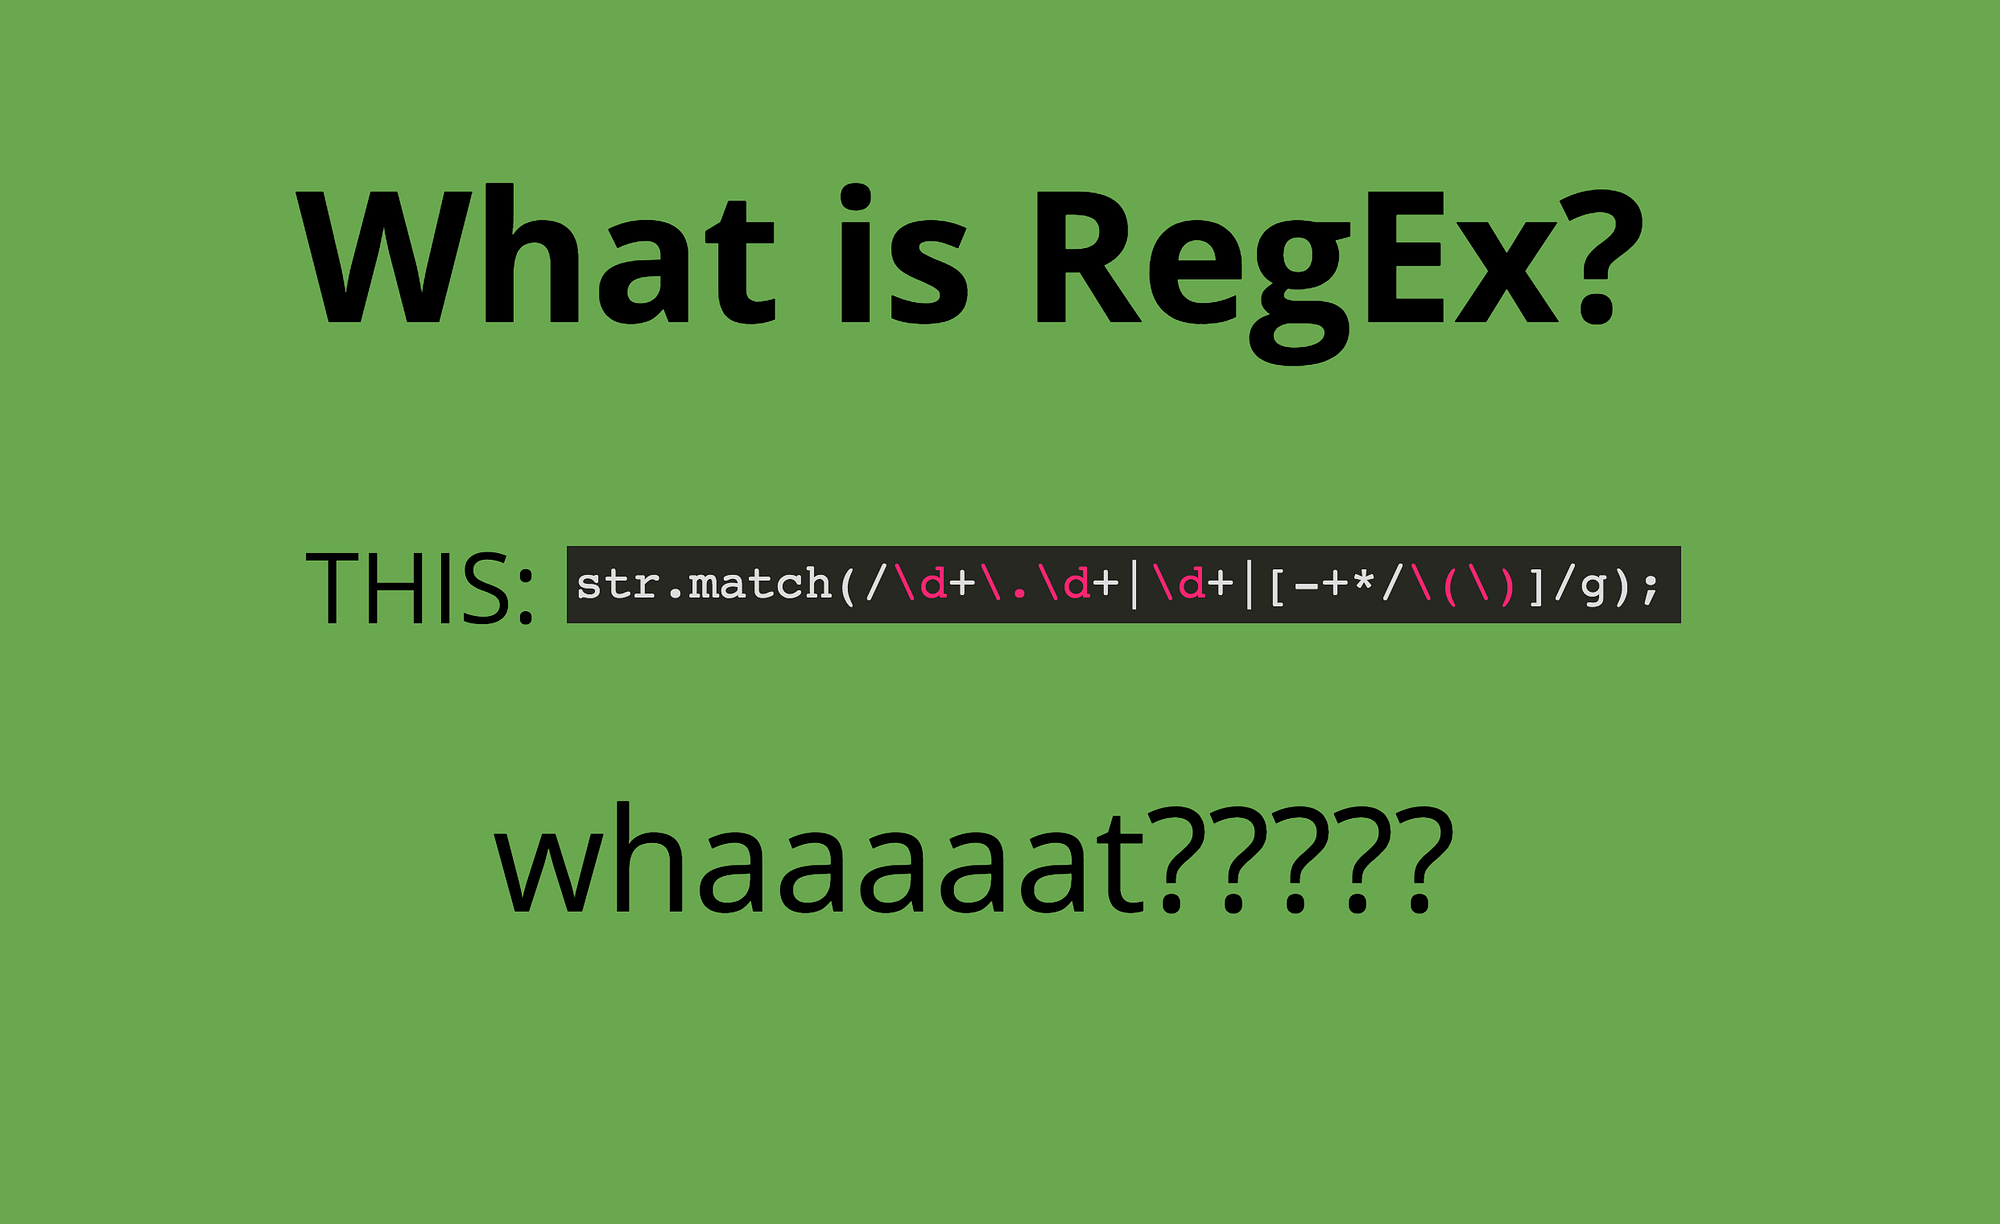 What is RegEx?
THIS: str.match(/\d+\.\d+|\d+|[-+*/\(\)]/g);
whaaaaat?????